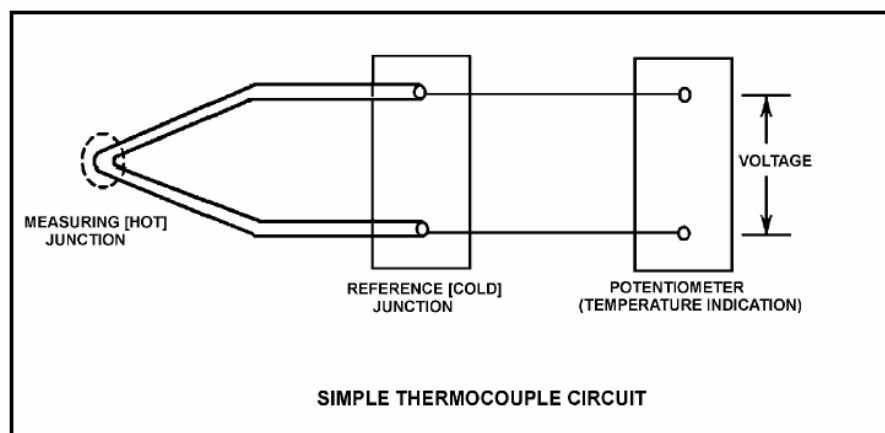 VOLTAGE
MEASURING [HOT]
JUNCTION
REFERENCE [COLD]
JUNCTION
POTENTIOMETER
(TEMPERATURE INDICATION)
SIMPLE THERMOCOUPLE CIRCUIT